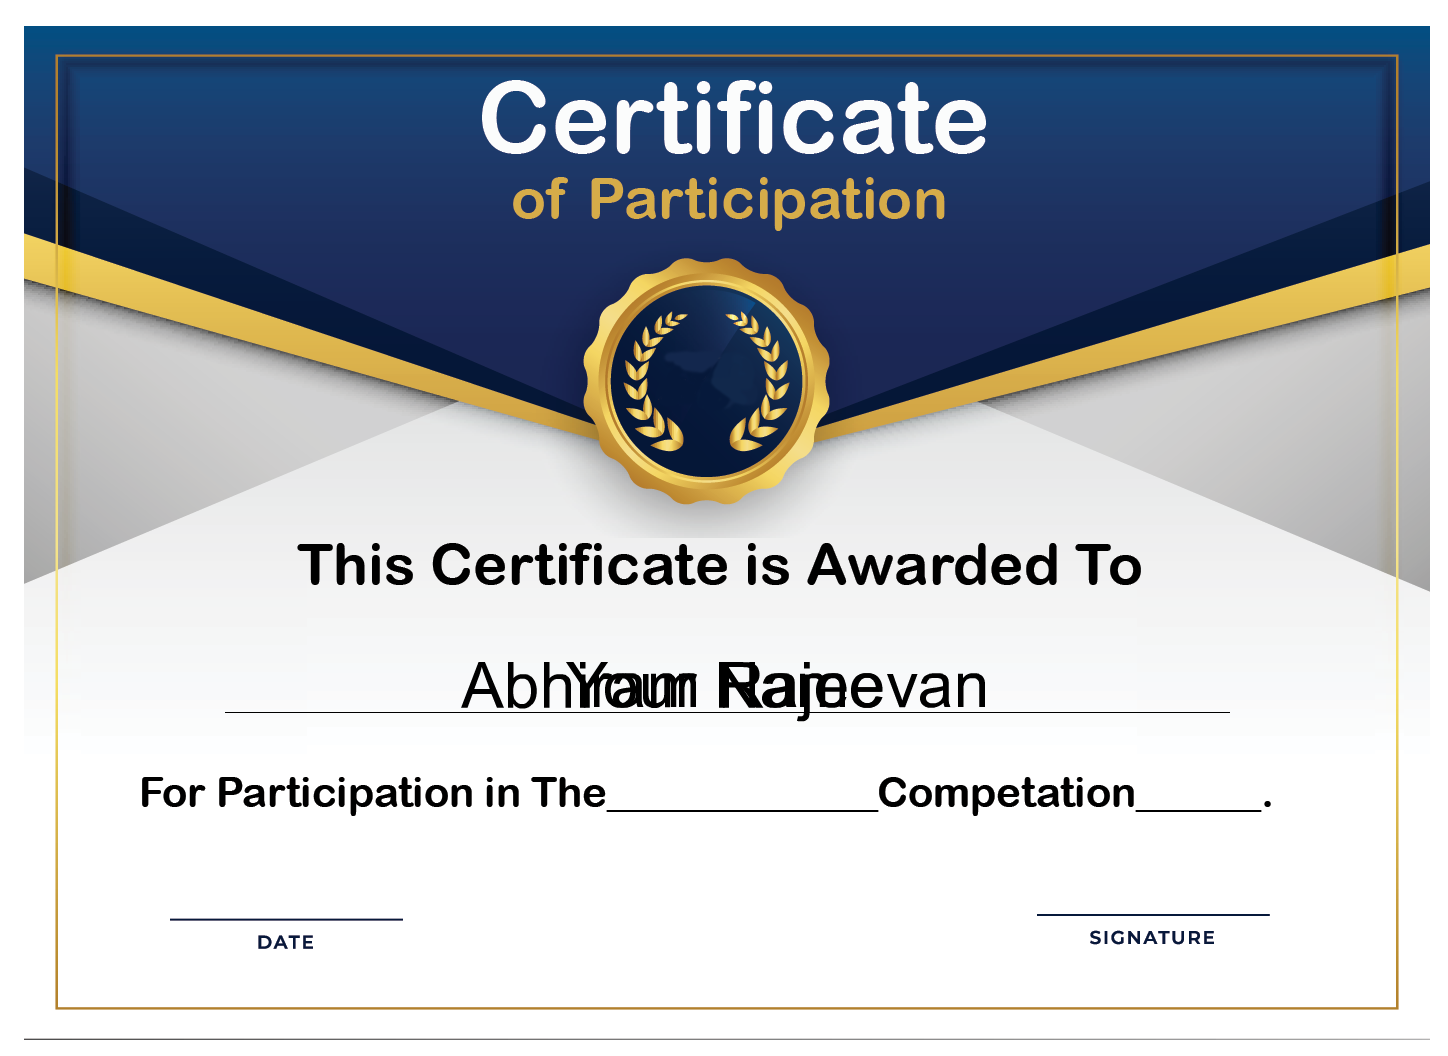 Certificate
of Participation
This Certificate is Awarded To
Abhiram Rajeevan
Your Name
For Participation in The____________Competation______.
DATE
SIGNATURE